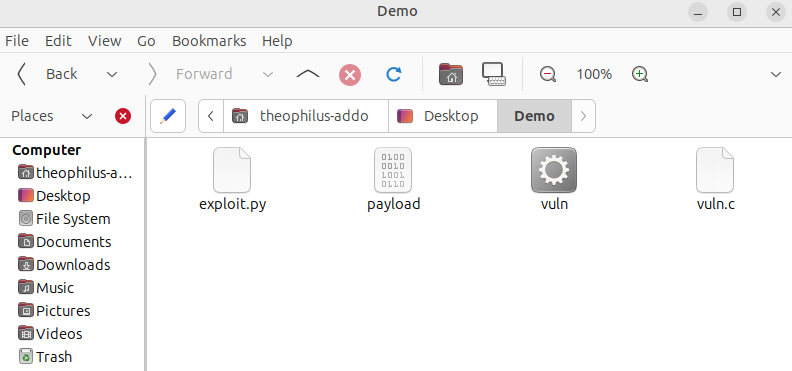 Demo
File Edit View Go Bookmarks Help
Back Forward 100%
Places theophilus-addo Desktop Demo
Computer
theophilus-a...
Desktop
File System
Documents
Downloads
Music
Pictures
Videos
Trash
0100
0010
1001
0110
exploit.py payload vuln vuln.c